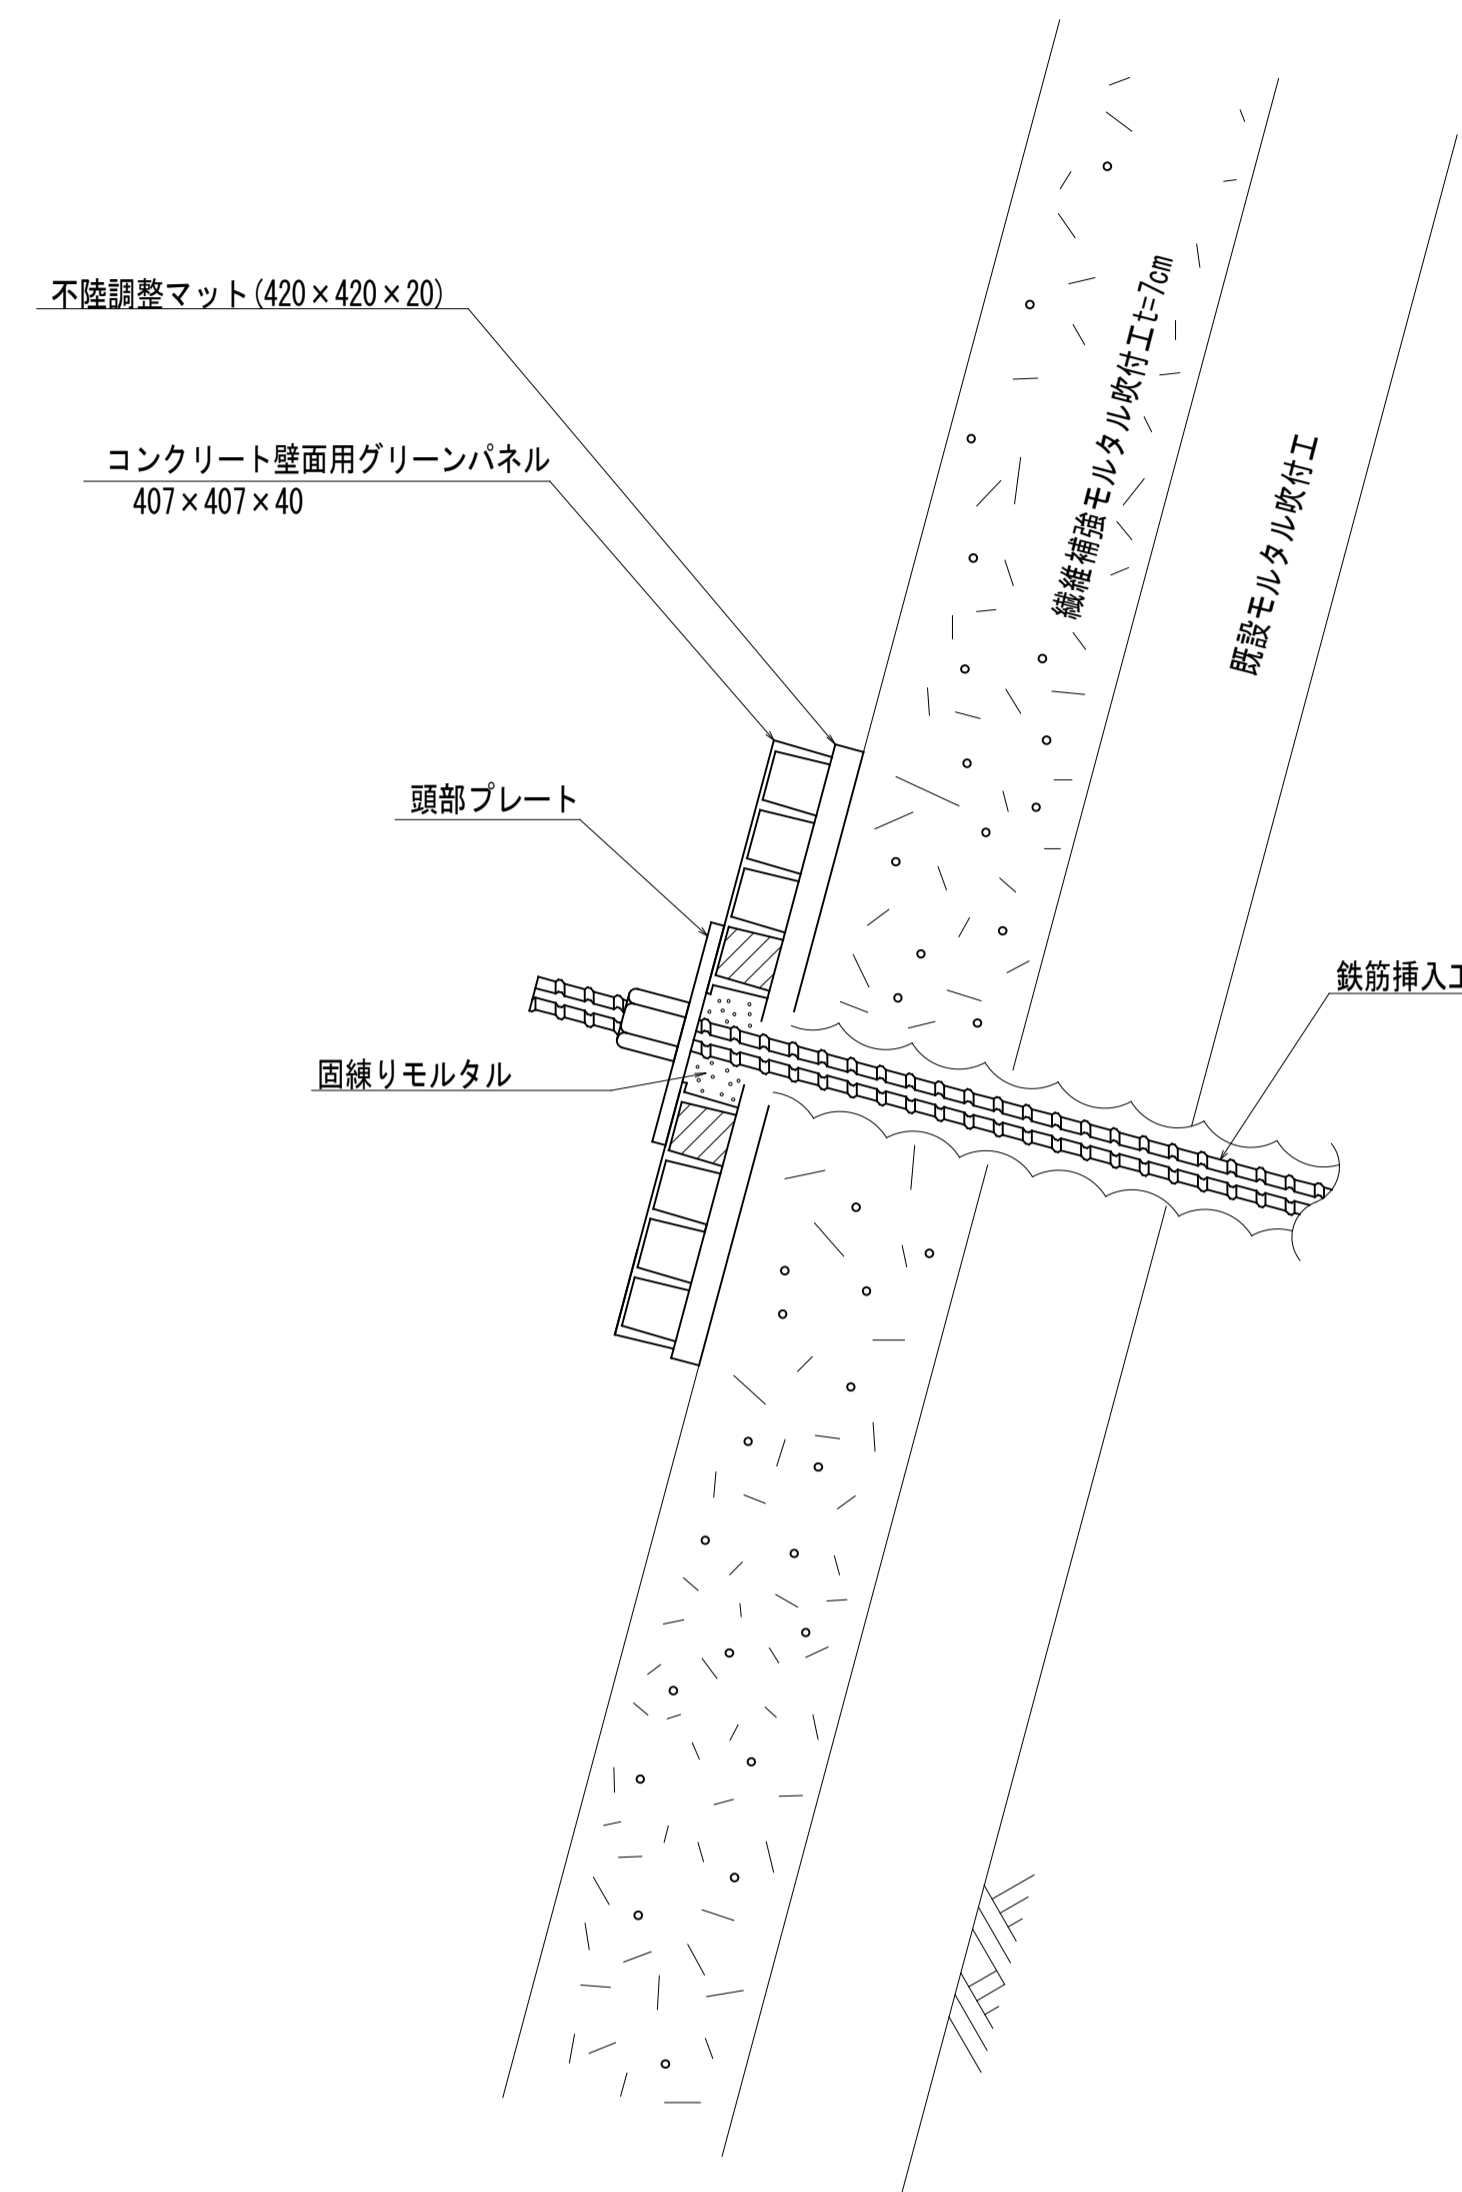 不陸調整マット(420×420×20)
コンクリート壁面用グリーンパネル
407×407×40
頭部プレート
固練りモルタル
繊維補強モルタル吹付工t=7cm
既設モルタル吹付工
鉄筋挿入工